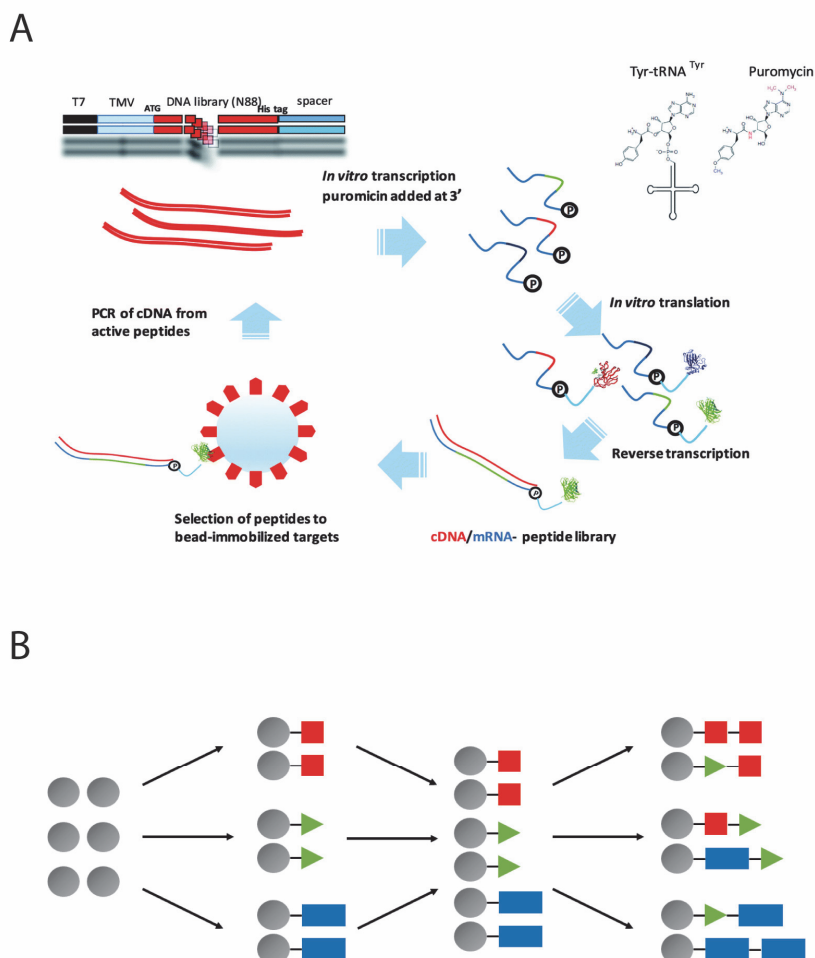 A
T7 TMV ATG DNA library (N88) His tag spacer
Tyr-tRNA Tyr
Puromycin
In vitro transcription
puromicin added at 3'
P
P
P
In vitro translation
PCR of cDNA from
active peptides
P
P
P
Reverse transcription
P
P
Selection of peptides to
bead-immobilized targets
cDNA/mRNA- peptide library
B